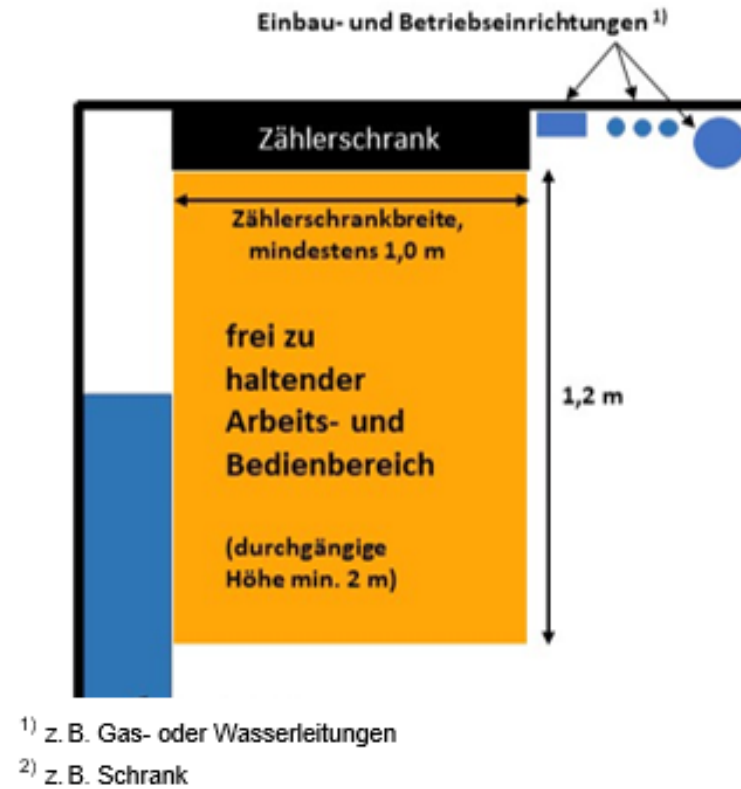 Einbau- und Betriebseinrichtungen 1)
Zählerschrank
Zählerschrankbreite,
mindestens 1,0 m
frei zu
haltender
Arbeits- und
Bedienbereich
1,2 m
(durchgängige
Höhe min. 2 m)
1) z. B. Gas- oder Wasserleitungen
2) z. B. Schrank